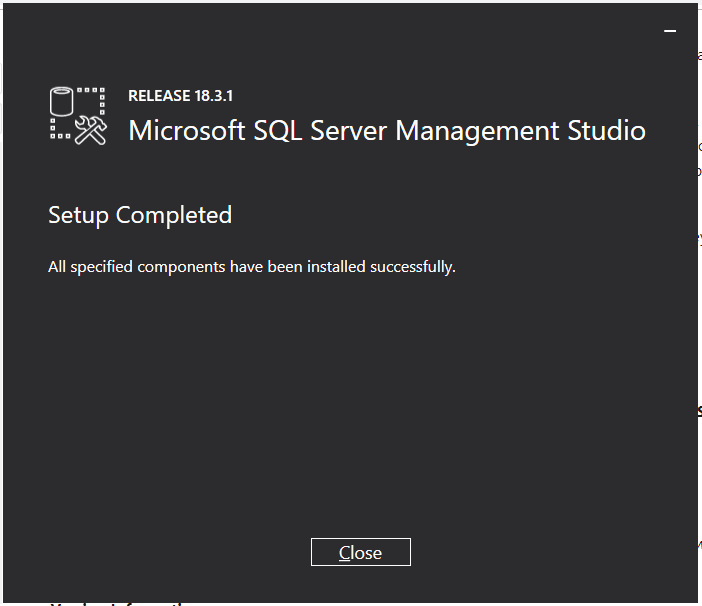 RELEASE 18.3.1
Microsoft SQL Server Management Studio
Setup Completed
All specified components have been installed successfully.
Close